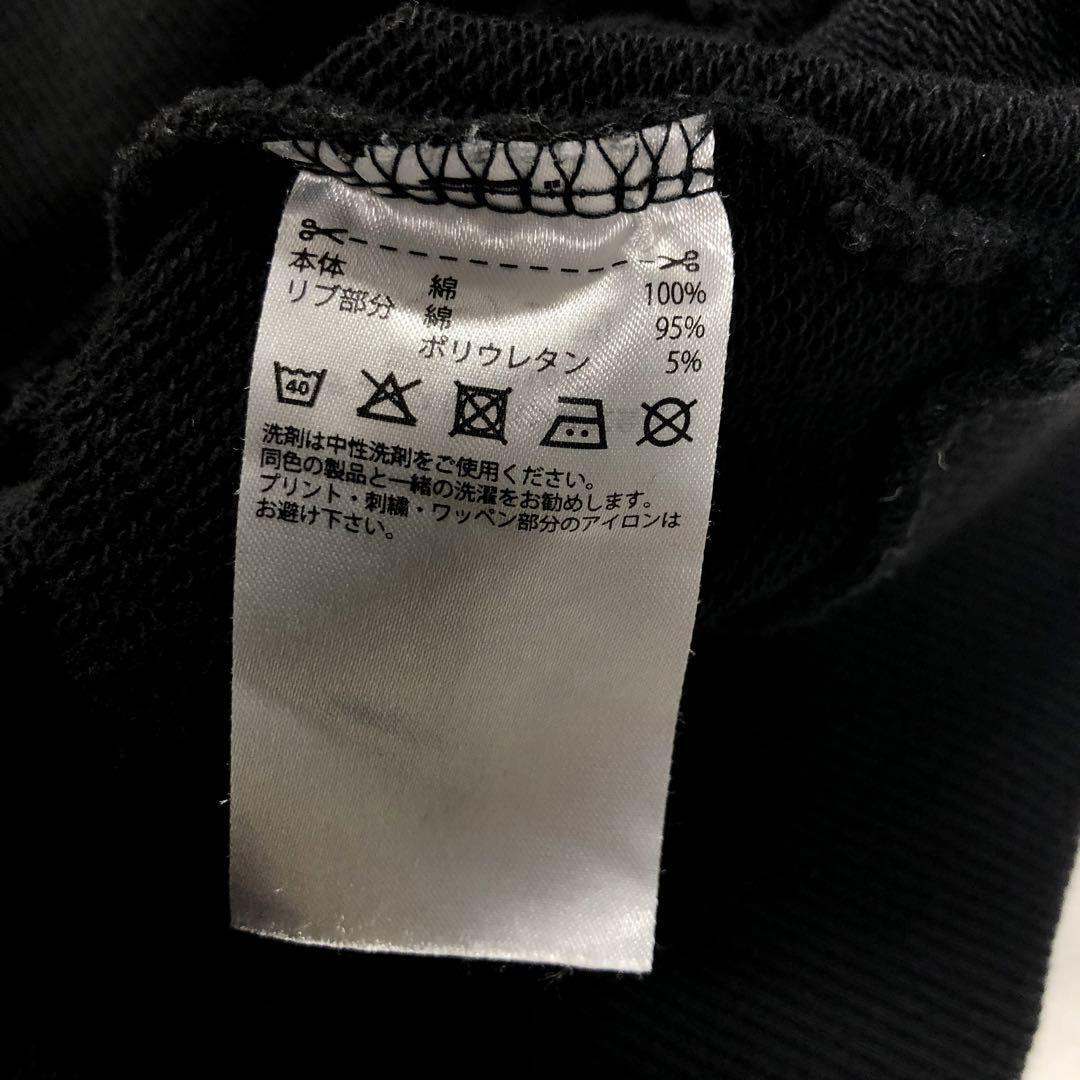 本体 綿 100%
リブ部分 綿 95%
ポリウレタン 5%
40
洗剤は中性洗剤をご使用ください。
同色の製品と一緒の洗濯をお勧めします。
プリント・刺繍・ワッペン部分のアイロンは
お避け下さい。